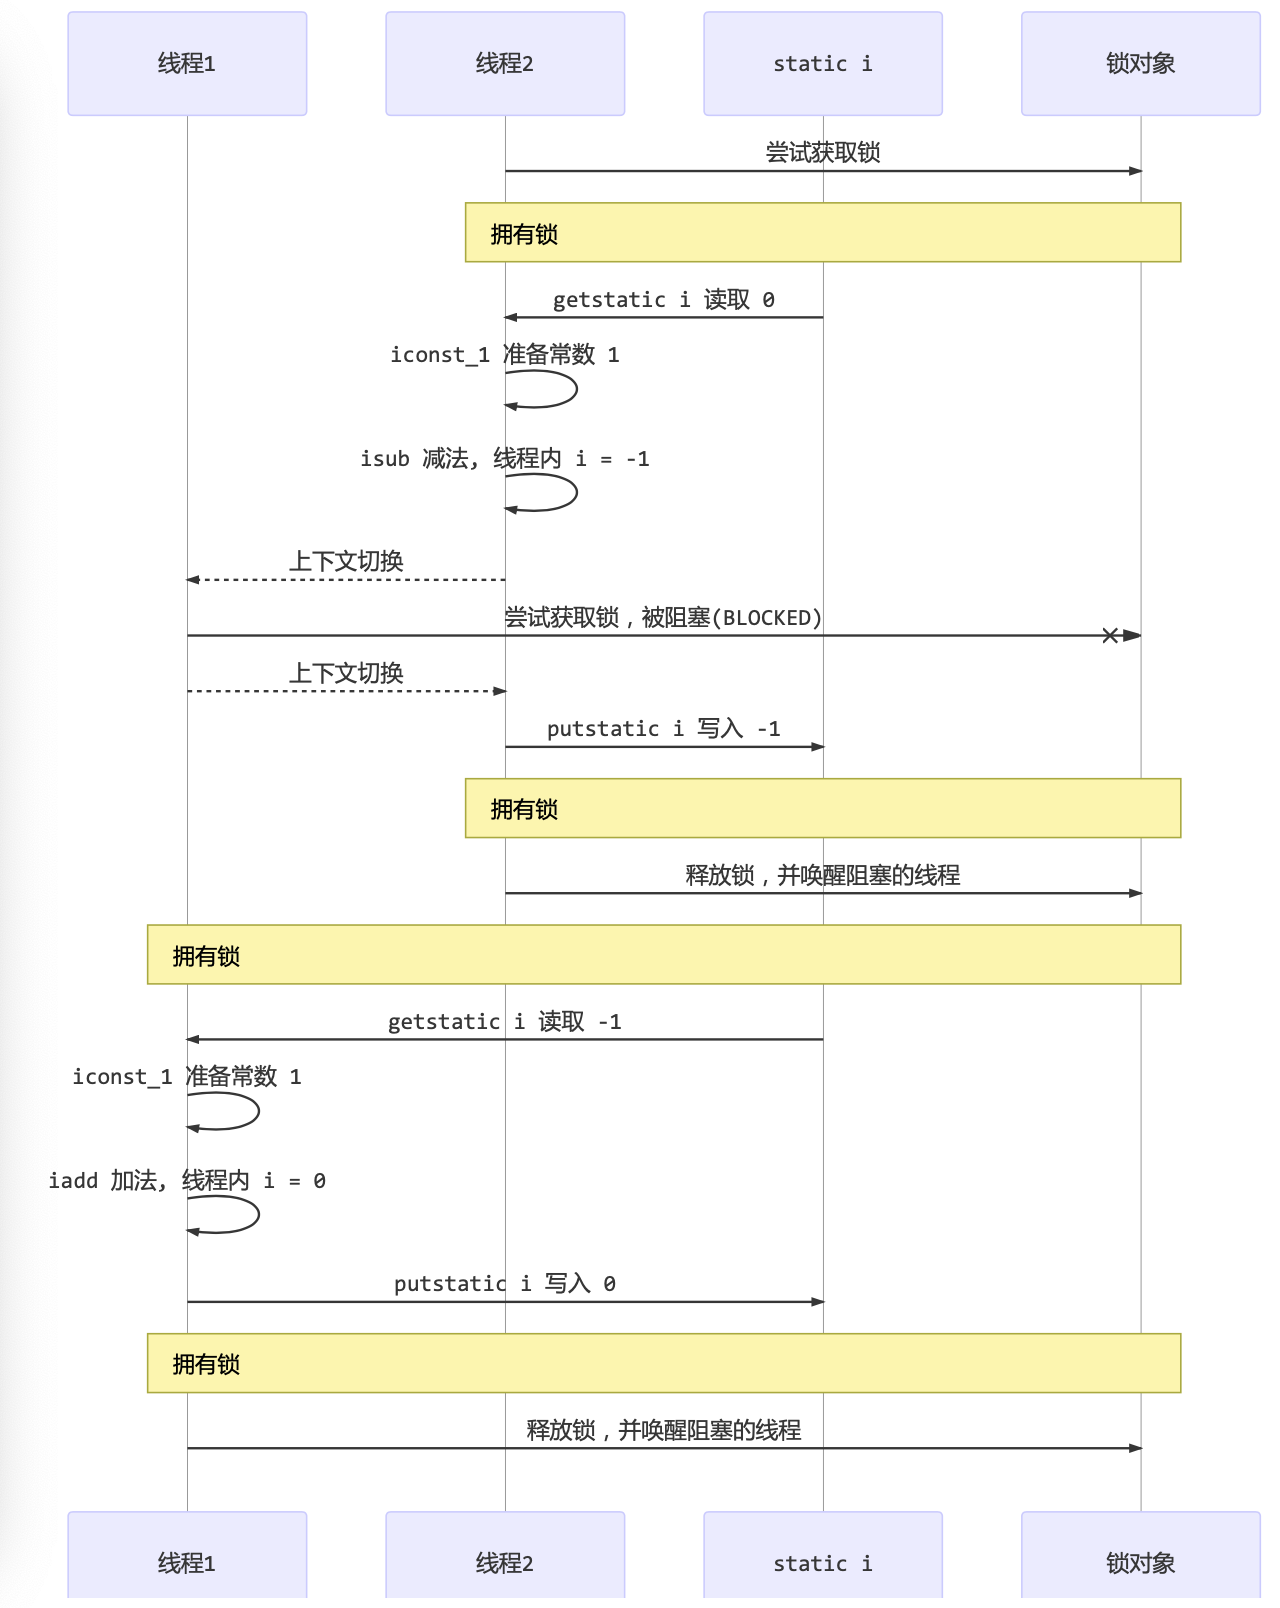 线程1
线程2
static i
锁对象
尝试获取锁
拥有锁
getstatic i 读取 0
iconst_1 准备常数 1
isub 减法, 线程内 i = -1
上下文切换
尝试获取锁，被阻塞(BLOCKED)
上下文切换
putstatic i 写入 -1
拥有锁
释放锁，并唤醒阻塞的线程
拥有锁
getstatic i 读取 -1
iconst_1 准备常数 1
iadd 加法, 线程内 i = 0
putstatic i 写入 0
拥有锁
释放锁，并唤醒阻塞的线程
线程1
线程2
static i
锁对象